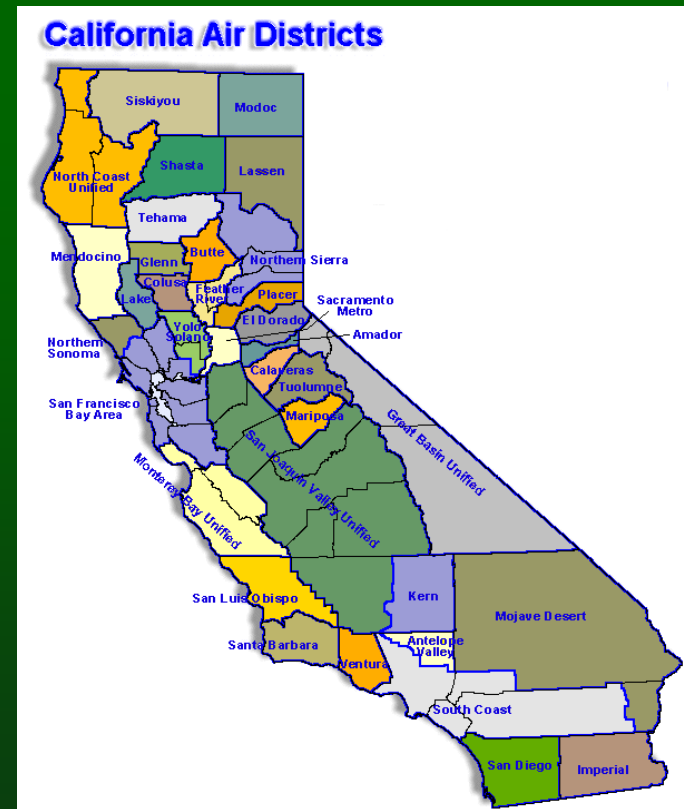 California Air Districts
Siskiyou
Modoc
North Coast
Unified
Shasta
Lassen
Tehama
Mendocino
Glenn
Butte
Northern Sierra
Colusa
Feather
River
Lake
Placer
Sacramento
Metro
Yolo
Solano
El Dorado
Amador
Northern
Sonoma
Calaveras
Tuolumne
San Francisco
Bay Area
Mariposa
Great Basin Unified
San Joaquin Valley Unified
Monterey Bay Unified
San Luis Obispo
Kern
Mojave Desert
Santa Barbara
Ventura
Antelope
Valley
South Coast
San Diego
Imperial